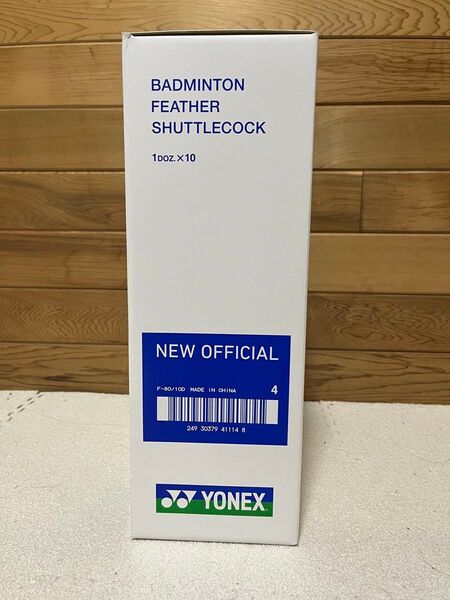 BADMINTON
FEATHER
SHUTTLECOCK
1DOZ.×10
NEW OFFICIAL
F-80/10D MADE IN CHINA 4
249 30379 41114 8
YONEX